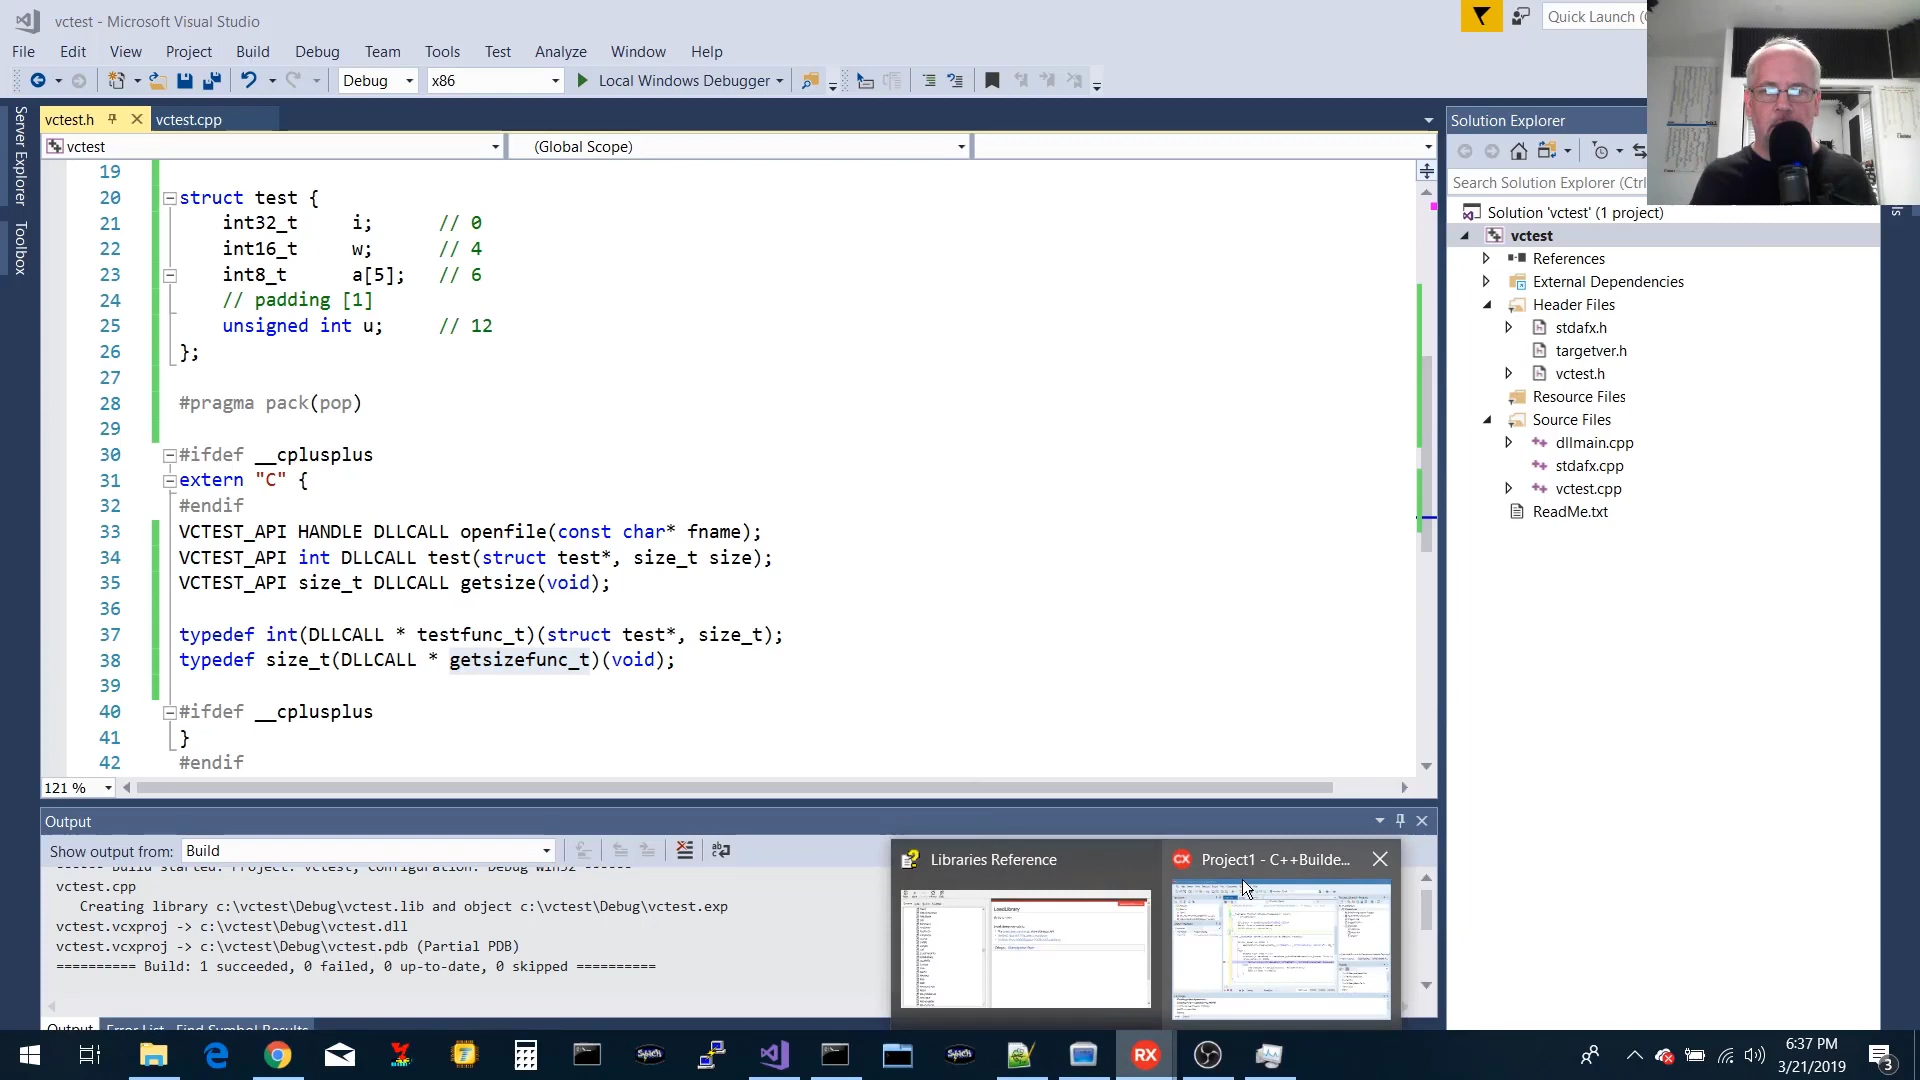 vctest - Microsoft Visual Studio
Quick Launch (
File Edit View Project Build Debug Team Tools Test Analyze Window Help
Debug x86 Local Windows Debugger
Server Explorer
Toolbox
vctest.h vctest.cpp
vctest (Global Scope)
19
20 struct test {
21 int32_t i; // 0
22 int16_t w; // 4
23 int8_t a[5]; // 6
24 // padding [1]
25 unsigned int u; // 12
26 };
27
28 #pragma pack(pop)
29
30 #ifdef __cplusplus
31 extern "C" {
32 #endif
33 VCTEST_API HANDLE DLLCALL openfile(const char* fname);
34 VCTEST_API int DLLCALL test(struct test*, size_t size);
35 VCTEST_API size_t DLLCALL getsize(void);
36
37 typedef int(DLLCALL * testfunc_t)(struct test*, size_t);
38 typedef size_t(DLLCALL * getsizefunc_t)(void);
39
40 #ifdef __cplusplus
41 }
42 #endif
121 %
Solution Explorer
Search Solution Explorer (Ctrl
Solution 'vctest' (1 project)
vctest
References
External Dependencies
Header Files
stdafx.h
targetver.h
vctest.h
Resource Files
Source Files
dllmain.cpp
stdafx.cpp
vctest.cpp
ReadMe.txt
Output
Show output from: Build
------ Build started: Project: vctest, Configuration: Debug Win32 ------
vctest.cpp
Creating library c:\vctest\Debug\vctest.lib and object c:\vctest\Debug\vctest.exp
vctest.vcxproj -> c:\vctest\Debug\vctest.dll
vctest.vcxproj -> c:\vctest\Debug\vctest.pdb (Partial PDB)
========== Build: 1 succeeded, 0 failed, 0 up-to-date, 0 skipped ==========
Output Error List Find Symbol Results
Libraries Reference
CX Project1 - C++Builde...
RX
6:37 PM
3/21/2019
3